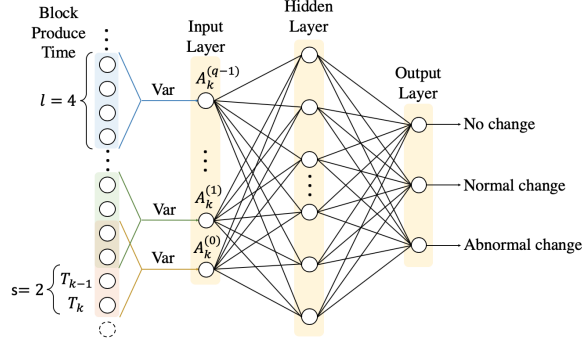 Block
Produce
Time
Input
Layer
Hidden
Layer
Output
Layer
l = 4
Var
A_k^{(q−1)}
No change
Normal change
Var
A_k^{(1)}
Var
A_k^{(0)}
Abnormal change
s= 2
T_{k−1}
T_k